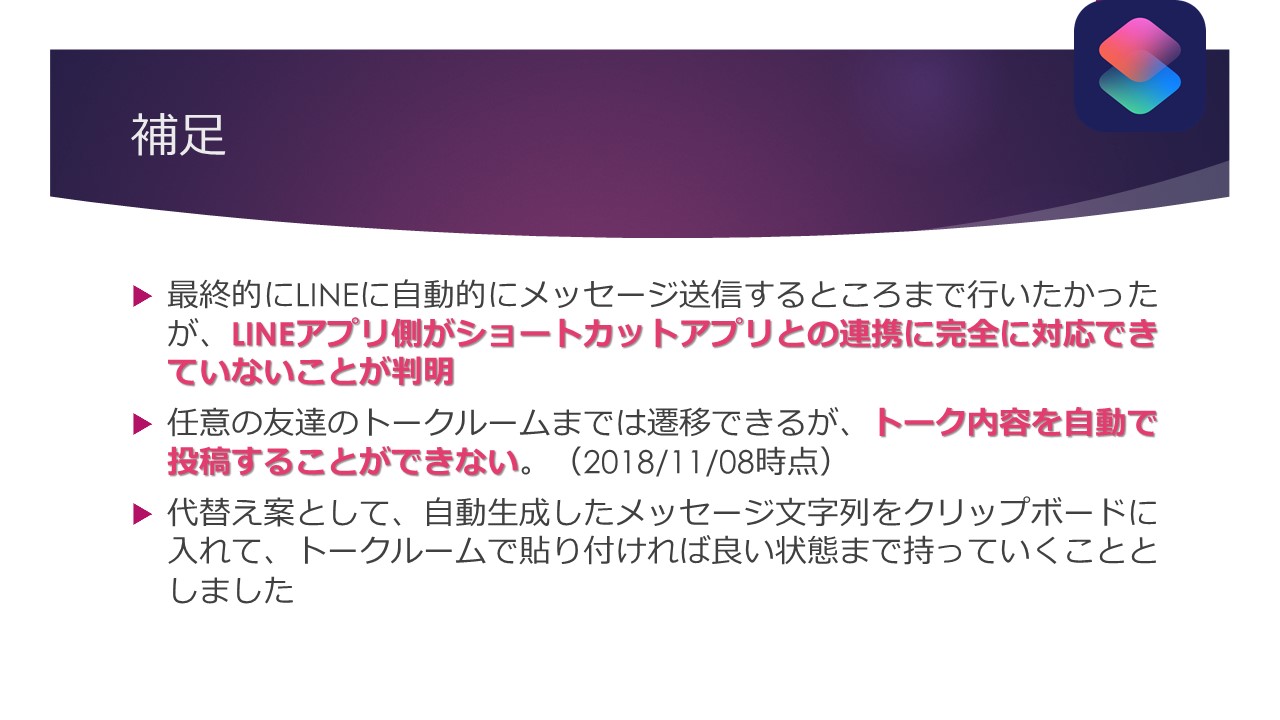 補足
最終的にLINEに自動的にメッセージ送信するところまで行いたかった
が、LINEアプリ側がショートカットアプリとの連携に完全に対応でき
ていないことが判明
任意の友達のトークルームまでは遷移できるが、トーク内容を自動で
投稿することができない。（2018/11/08時点）
代替え案として、自動生成したメッセージ文字列をクリップボードに
入れて、トークルームで貼り付ければ良い状態まで持っていくことと
しました